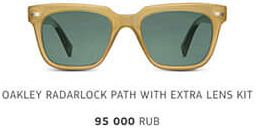 OAKLEY RADARLOCK PATH WITH EXTRA LENS KIT
95 000 RUB